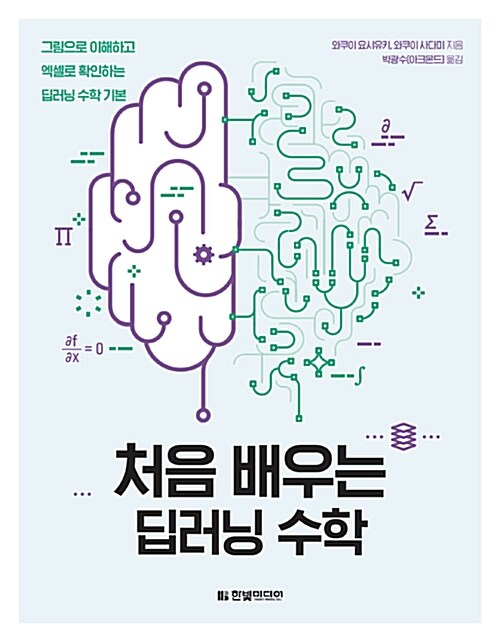 그림으로 이해하고
엑셀로 확인하는
딥러닝 수학 기본
와쿠이 요시유키, 와쿠이 사다미 지음
박광수(아크몬드) 옮김
∂
√
Σ
Π
∂f/∂x = 0
∫
처음 배우는
딥러닝 수학
한빛미디어